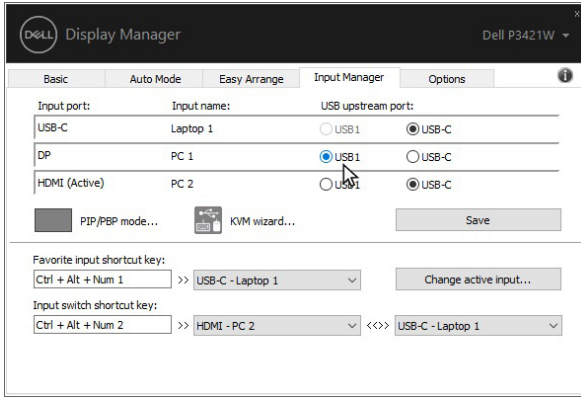 DELL Display Manager Dell P3421W
Basic Auto Mode Easy Arrange Input Manager Options
Input port: Input name: USB upstream port:
USB-C Laptop 1 USB1 USB-C
DP PC 1 USB1 USB-C
HDMI (Active) PC 2 USB1 USB-C
PIP/PBP mode... KVM wizard... Save
Favorite input shortcut key:
Ctrl + Alt + Num 1 >> USB-C - Laptop 1 Change active input...
Input switch shortcut key:
Ctrl + Alt + Num 2 >> HDMI - PC 2 <<>> USB-C - Laptop 1